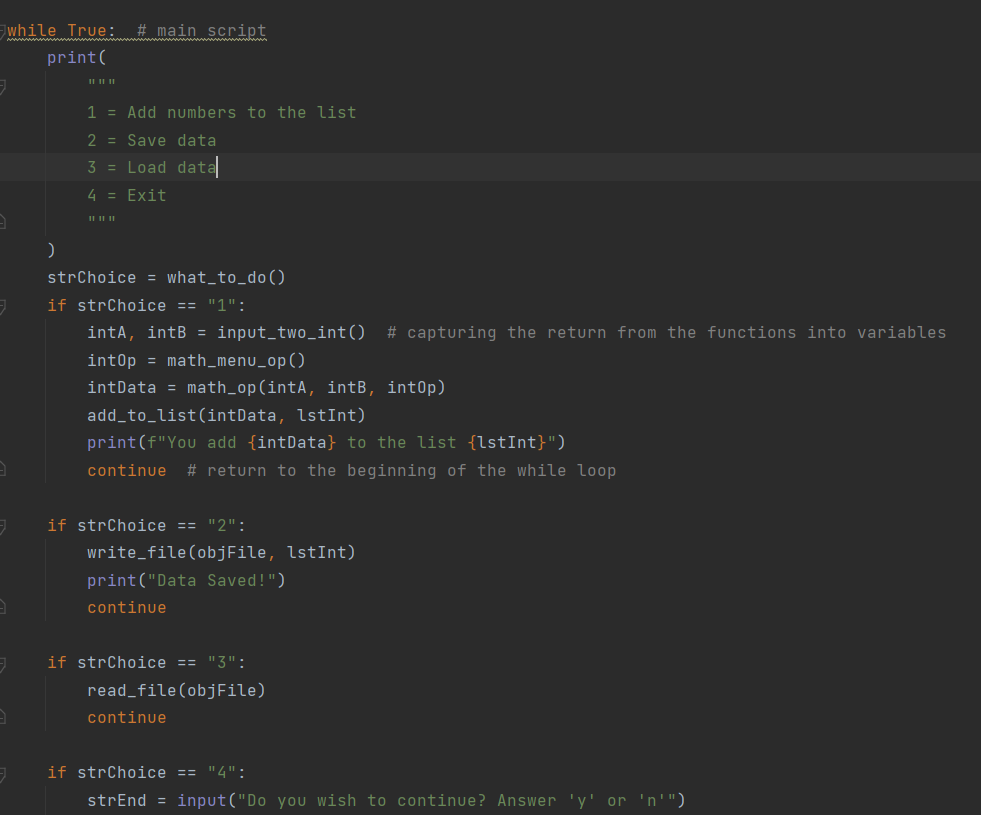 while True:  # main script
    print(
        """
        1 = Add numbers to the list
        2 = Save data
        3 = Load data
        4 = Exit
        """
    )
    strChoice = what_to_do()
    if strChoice == "1":
        intA, intB = input_two_int()  # capturing the return from the functions into variables
        intOp = math_menu_op()
        intData = math_op(intA, intB, intOp)
        add_to_list(intData, lstInt)
        print(f"You add {intData} to the list {lstInt}")
        continue  # return to the beginning of the while loop

    if strChoice == "2":
        write_file(objFile, lstInt)
        print("Data Saved!")
        continue

    if strChoice == "3":
        read_file(objFile)
        continue

    if strChoice == "4":
        strEnd = input("Do you wish to continue? Answer 'y' or 'n'")